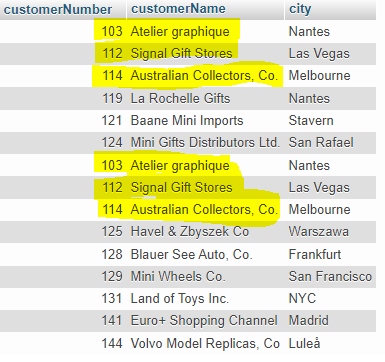 customerNumber customerName city
103 Atelier graphique Nantes
112 Signal Gift Stores Las Vegas
114 Australian Collectors, Co. Melbourne
119 La Rochelle Gifts Nantes
121 Baane Mini Imports Stavern
124 Mini Gifts Distributors Ltd. San Rafael
103 Atelier graphique Nantes
112 Signal Gift Stores Las Vegas
114 Australian Collectors, Co. Melbourne
125 Havel & Zbyszek Co Warszawa
128 Blauer See Auto, Co. Frankfurt
129 Mini Wheels Co. San Francisco
131 Land of Toys Inc. NYC
141 Euro+ Shopping Channel Madrid
144 Volvo Model Replicas, Co Luleå